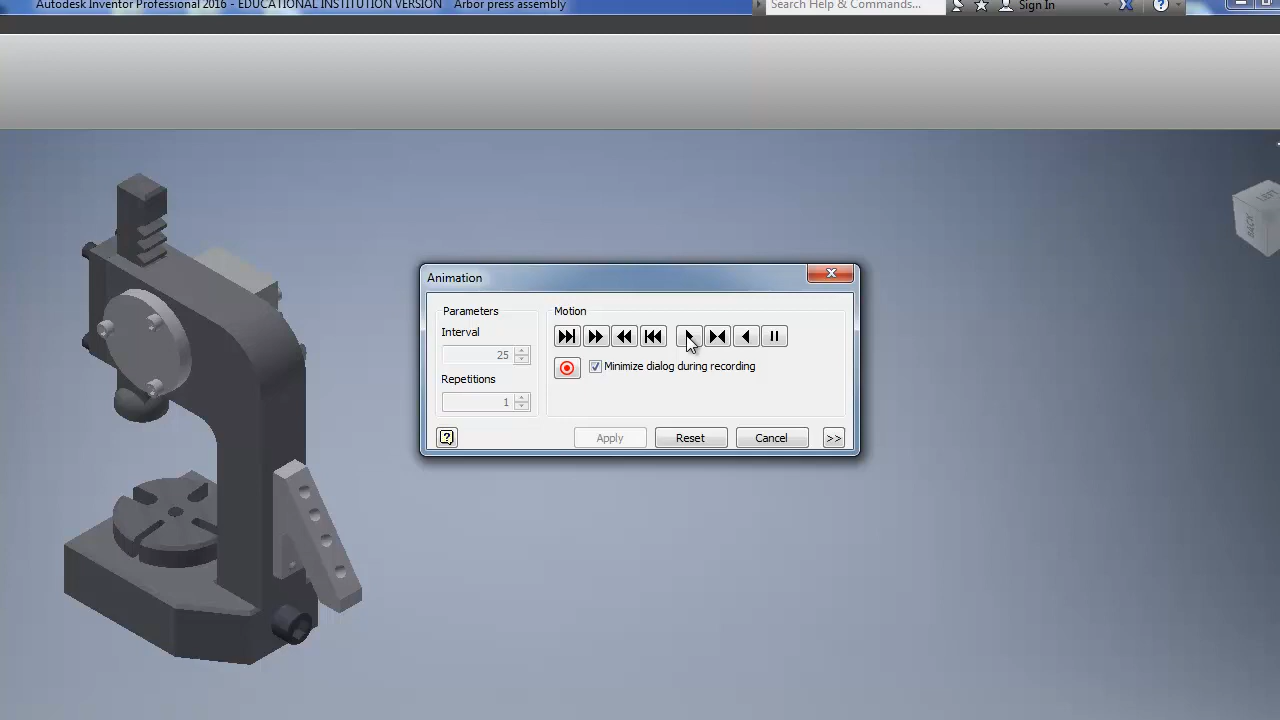 Autodesk Inventor Professional 2016 - EDUCATIONAL INSTITUTION VERSION Arbor press assembly
Search Help & Commands...
Sign In
LEFT
BACK
Animation
Parameters
Motion
Interval
25
Minimize dialog during recording
Repetitions
1
Apply
Reset
Cancel
>>